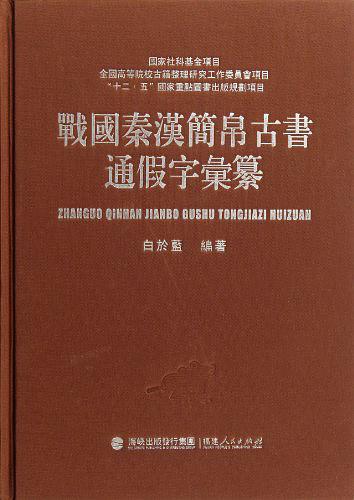 國家社科基金項目
全國高等院校古籍整理研究工作委員會項目
“十二·五”國家重點圖書出版規劃項目
戰國秦漢簡帛古書
通假字彙纂
ZHANGUO QINHAN JIANBO GUSHU TONGJIAZI HUIZUAN
白於藍 編著
海峽出版發行集團 福建人民出版社